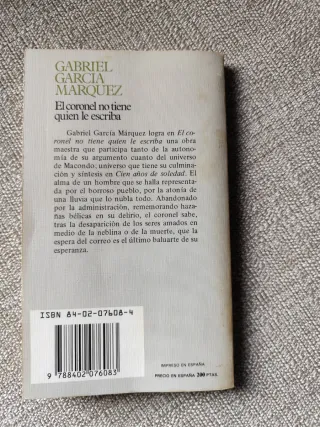 GABRIEL
GARCÍA
MÁRQUEZ
El coronel no tiene
quien le escriba
Gabriel García Márquez logra en El co-
ronel no tiene quien le escriba una obra
maestra que participa tanto de la autono-
mía de su argumento cuanto del universo
de Macondo; universo que tiene su culmina-
ción y síntesis en Cien años de soledad. El
alma de un hombre que se halla representa-
da por el borroso pueblo, por la atonía de
una lluvia que lo nubla todo. Abandonado
por la administración, rememorando haza-
ñas bélicas en su delirio, el coronel sabe,
tras la desaparición de los seres amados en
medio de la neblina o de la muerte, que la
espera del correo es el último baluarte de su
esperanza.
ISBN 84-02-07608-4
9 788402 076083
IMPRESO EN ESPAÑA
PRECIO EN ESPAÑA 200 PTAS